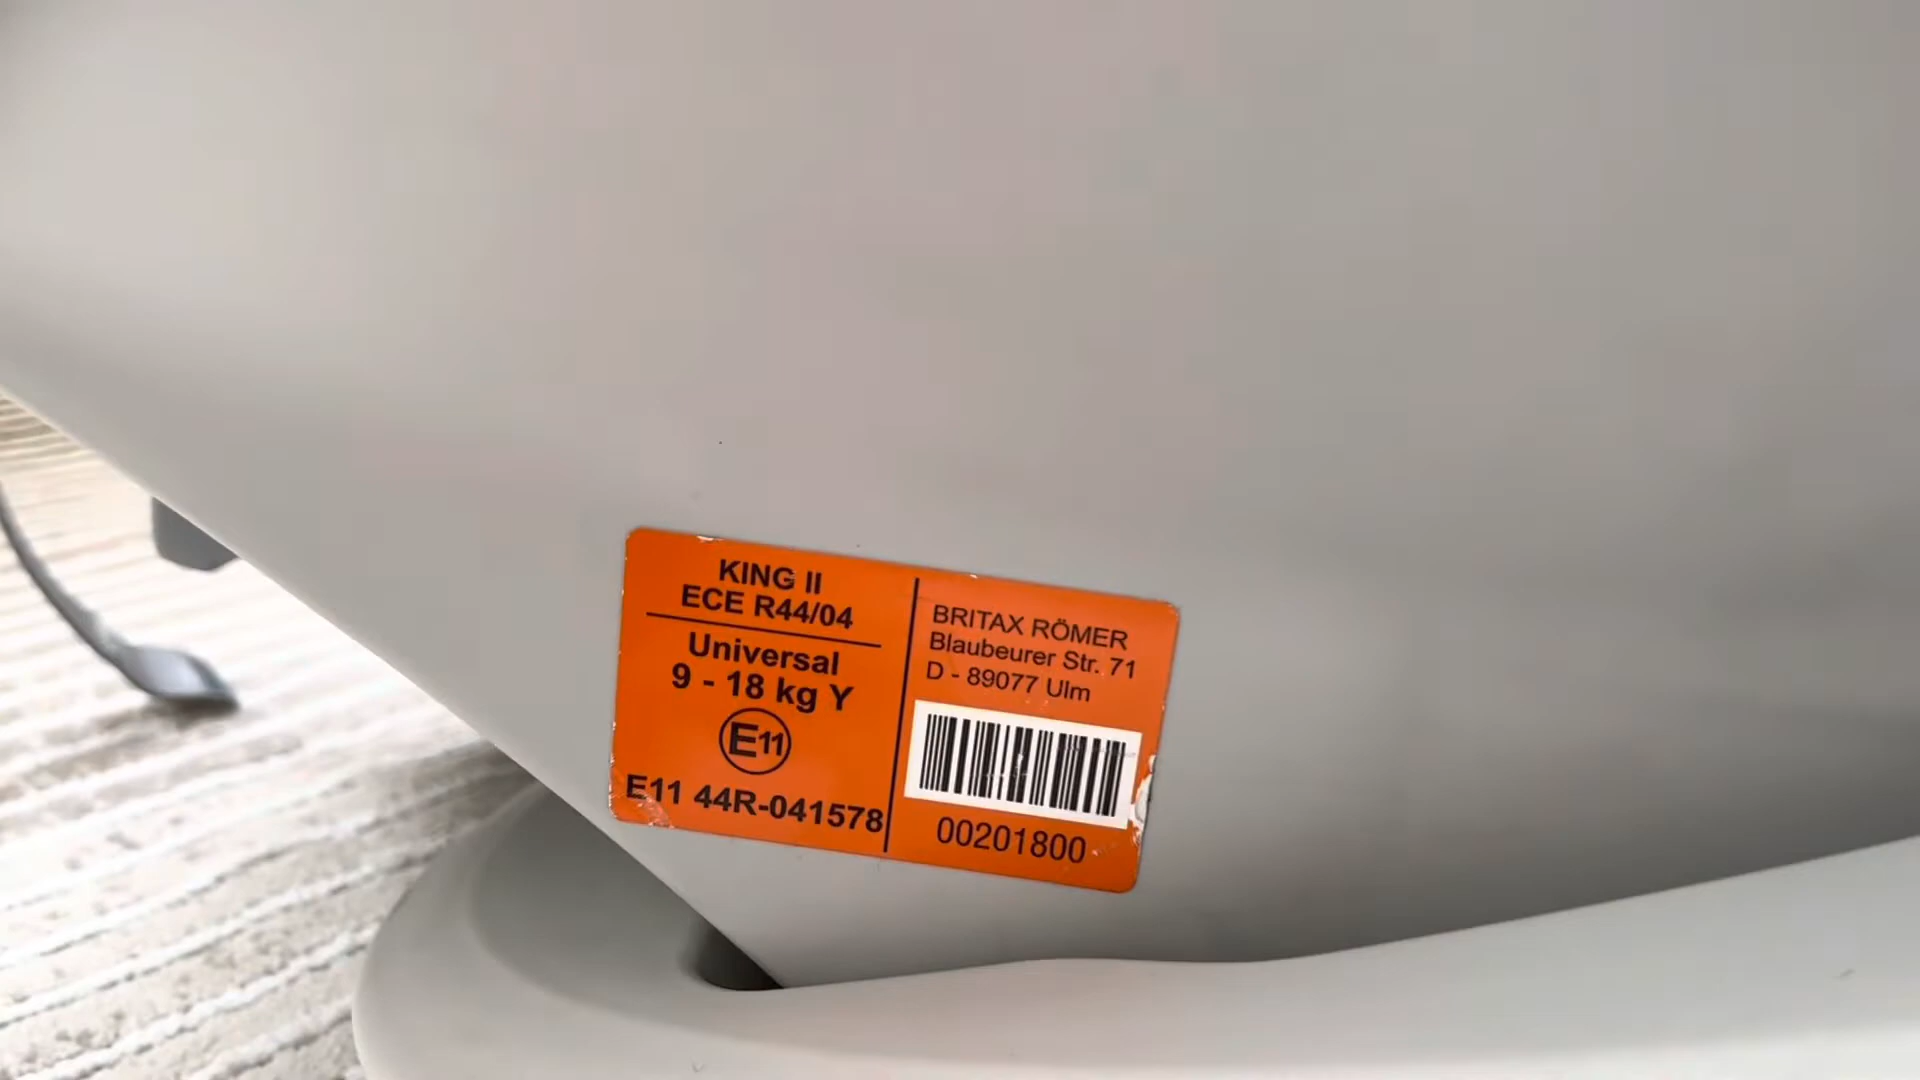 KING II
ECE R44/04
Universal
9 - 18 kg Y
E11
E11 44R-041578
BRITAX RÖMER
Blaubeurer Str. 71
D - 89077 Ulm
00201800